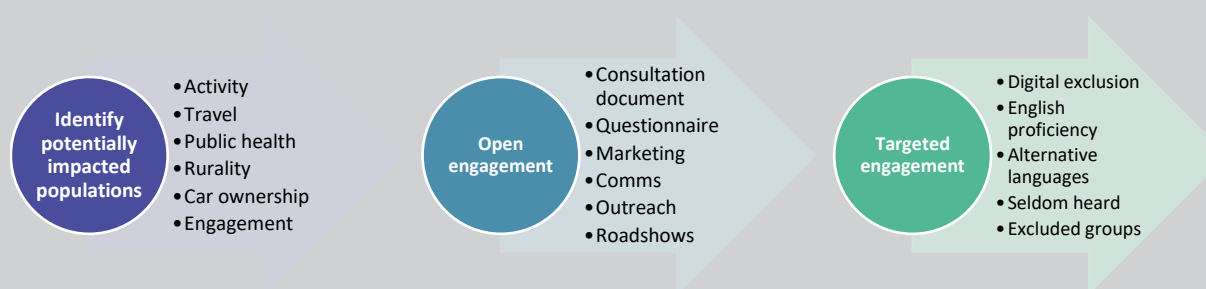 Identify
potentially
impacted
populations
•Activity
•Travel
•Public health
•Rurality
•Car ownership
•Engagement
Open
engagement
•Consultation
document
•Questionnaire
•Marketing
•Comms
•Outreach
•Roadshows
Targeted
engagement
•Digital exclusion
•English
proficiency
•Alternative
languages
•Seldom heard
•Excluded groups